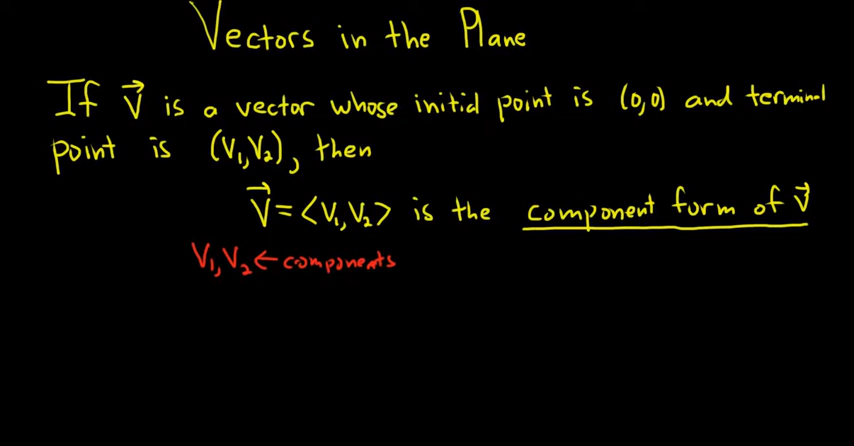 Vectors in the Plane
If V⃗ is a vector whose initial point is (0,0) and terminal
point is (V₁, V₂), then
V⃗ = <V₁, V₂> is the component form of V⃗
V₁, V₂ ← components